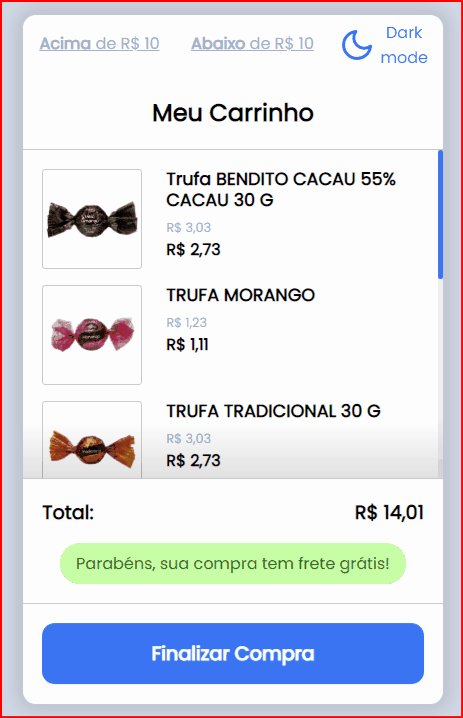 Acima de R$ 10
Abaixo de R$ 10
Dark
mode
Meu Carrinho
Trufa BENDITO CACAU 55%
CACAU 30 G
R$ 3,03
R$ 2,73
TRUFA MORANGO
R$ 1,23
R$ 1,11
TRUFA TRADICIONAL 30 G
R$ 3,03
R$ 2,73
Total:
R$ 14,01
Parabéns, sua compra tem frete grátis!
Finalizar Compra